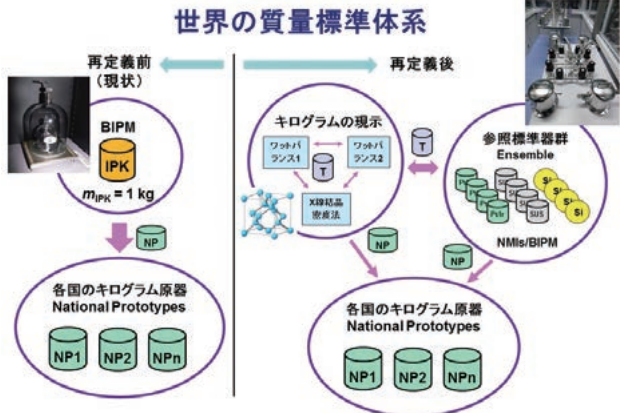 世界の質量標準体系
再定義前
（現状）
再定義後
BIPM
IPK
mIPK = 1 kg
NP
各国のキログラム原器
National Prototypes
NP1
NP2
NPn
キログラムの現示
ワットバ
ランス1
ワットバ
ランス2
T
X線結晶
密度法
T
参照標準器群
Ensemble
PtIr
SUS
SUS
Si
Si
Si
Si
NMIs/BIPM
NP
NP
各国のキログラム原器
National Prototypes
NP1
NP2
NPn